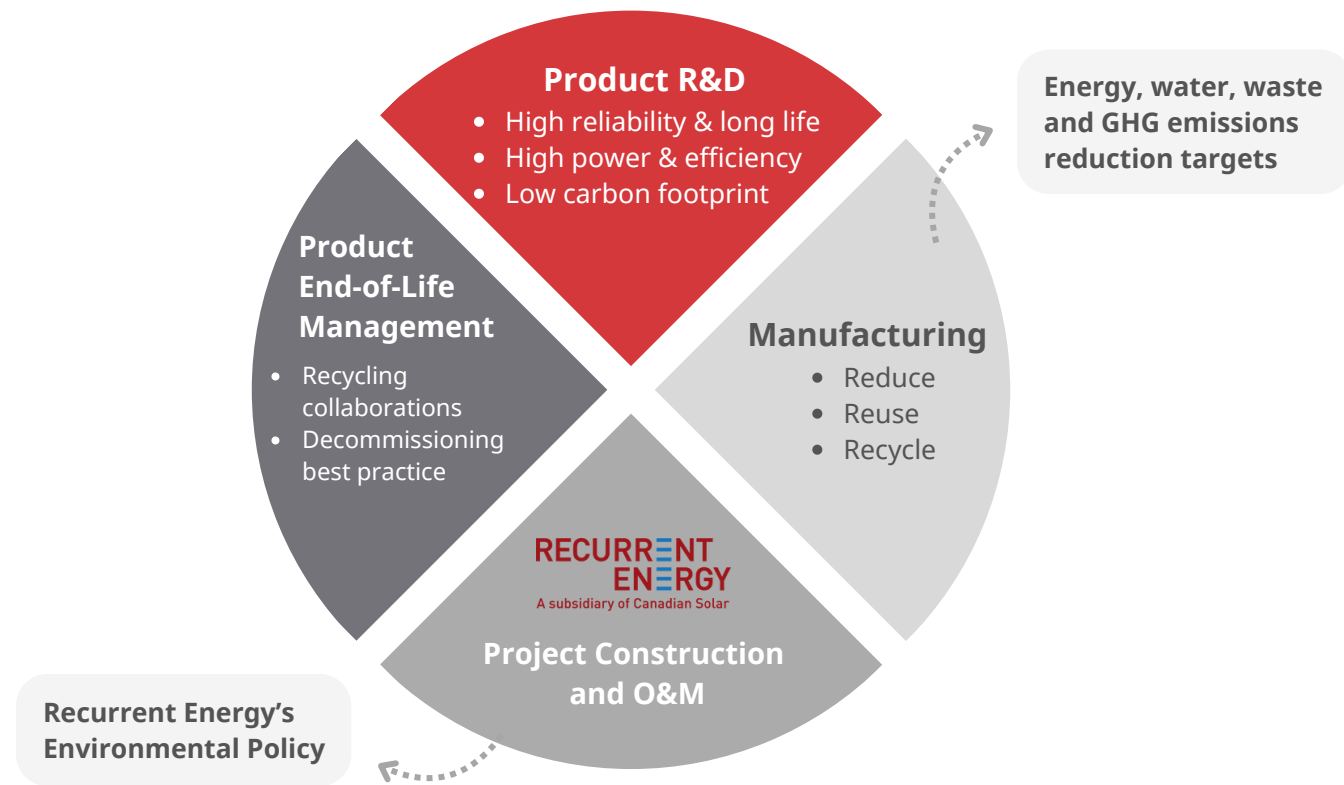 Product R&D
• High reliability & long life
• High power & efficiency
• Low carbon footprint
Energy, water, waste
and GHG emissions
reduction targets
Manufacturing
• Reduce
• Reuse
• Recycle
RECURRENT
ENERGY
A subsidiary of Canadian Solar
Project Construction
and O&M
Recurrent Energy’s
Environmental Policy
Product
End-of-Life
Management
• Recycling
collaborations
• Decommissioning
best practice